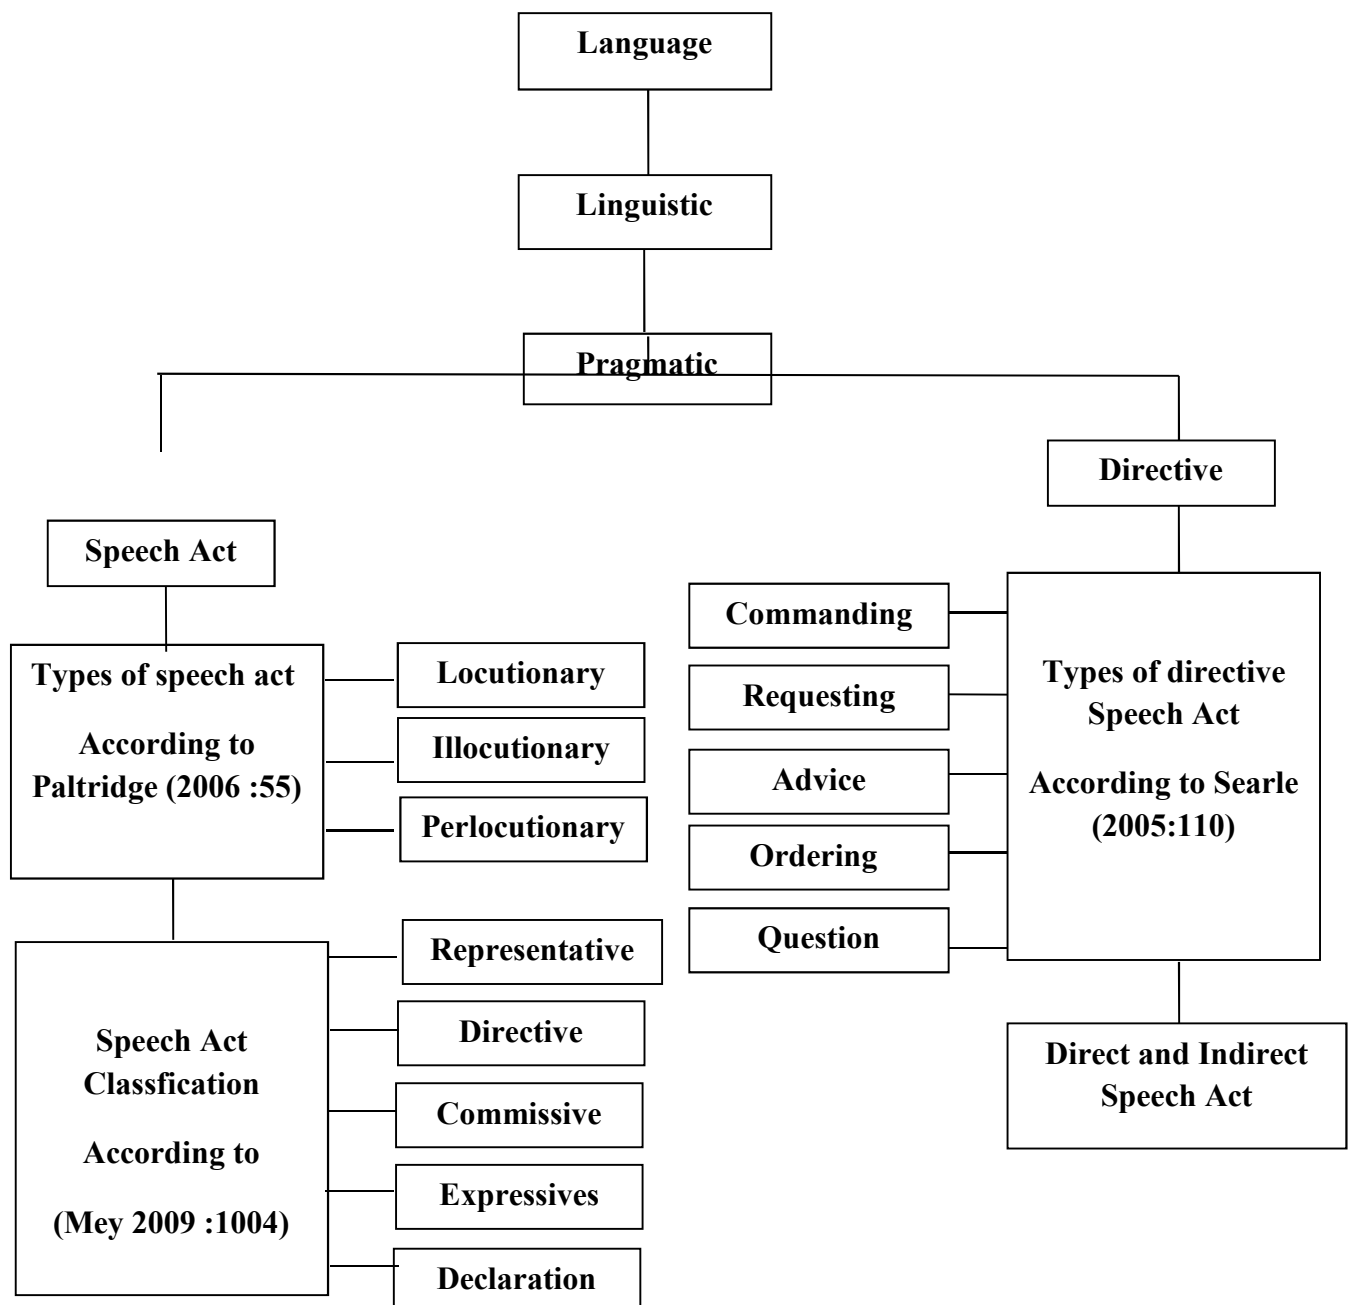 Language
Linguistic
Pragmatic
Directive
Speech Act
Types of speech act
According to
Paltridge (2006 :55)
Locutionary
Illocutionary
Perlocutionary
Speech Act
Classfication
According to
(Mey 2009 :1004)
Representative
Directive
Commissive
Expressives
Declaration
Commanding
Requesting
Advice
Ordering
Question
Types of directive
Speech Act
According to Searle
(2005:110)
Direct and Indirect
Speech Act